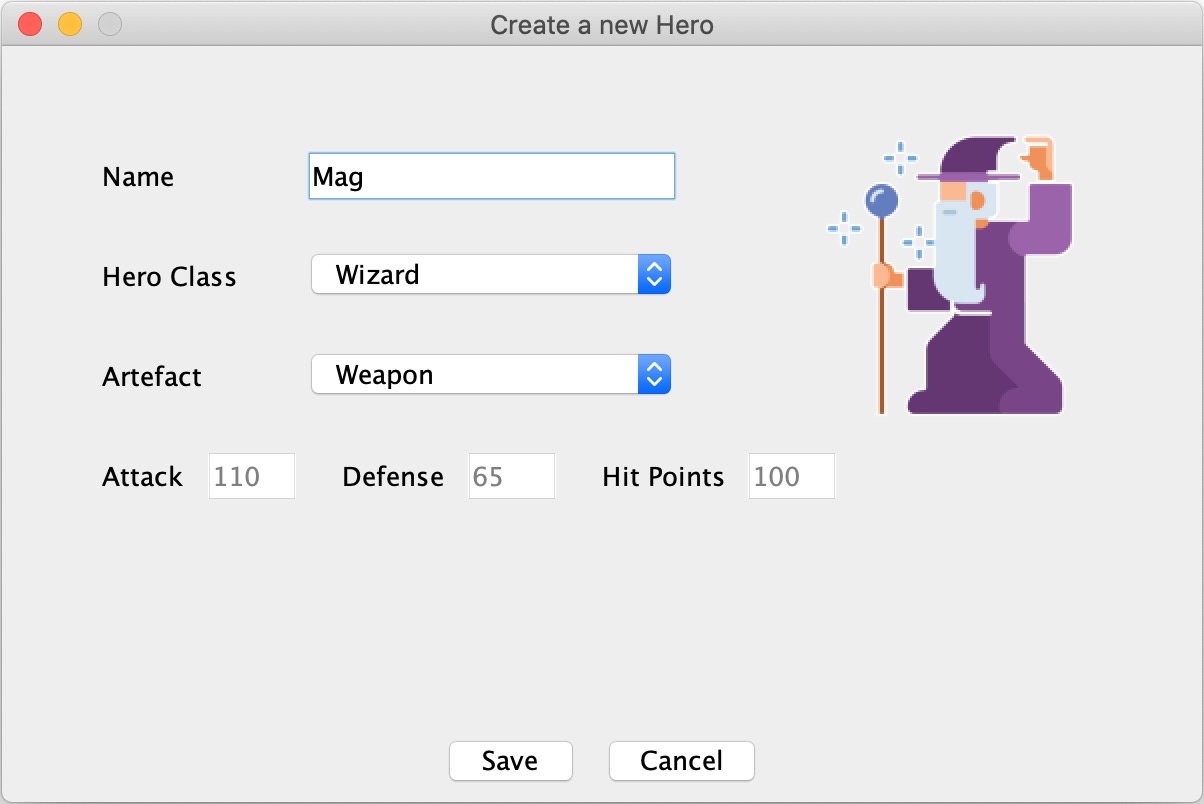 Create a new Hero
Name Mag
Hero Class Wizard
Artefact Weapon
Attack 110 Defense 65 Hit Points 100
Save Cancel